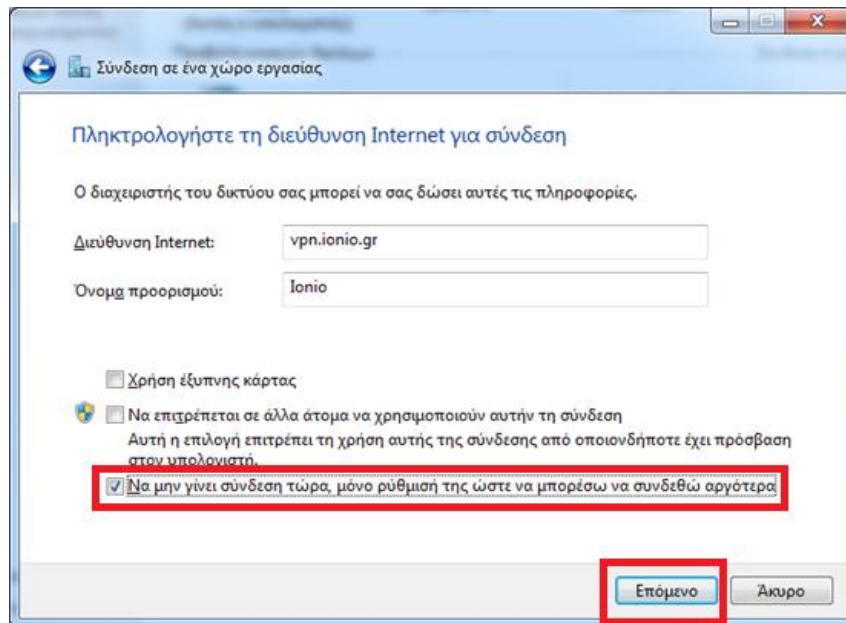 Σύνδεση σε ένα χώρο εργασίας
Πληκτρολογήστε τη διεύθυνση Internet για σύνδεση
Ο διαχειριστής του δικτύου σας μπορεί να σας δώσει αυτές τις πληροφορίες.
Διεύθυνση Internet: vpn.ionio.gr
Όνομα προορισμού: Ionio
Χρήση έξυπνης κάρτας
Να επιτρέπεται σε άλλα άτομα να χρησιμοποιούν αυτήν τη σύνδεση
Αυτή η επιλογή επιτρέπει τη χρήση αυτής της σύνδεσης από οποιονδήποτε έχει πρόσβαση
στον υπολογιστή.
Να μην γίνει σύνδεση τώρα, μόνο ρύθμισή της ώστε να μπορέσω να συνδεθώ αργότερα
Επόμενο Άκυρο